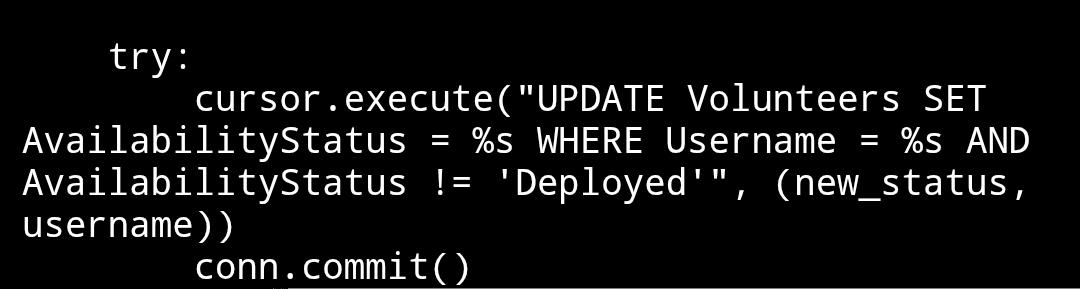 try:
cursor.execute("UPDATE Volunteers SET
AvailabilityStatus = %s WHERE Username = %s AND
AvailabilityStatus != 'Deployed'", (new_status,
username))
conn.commit()